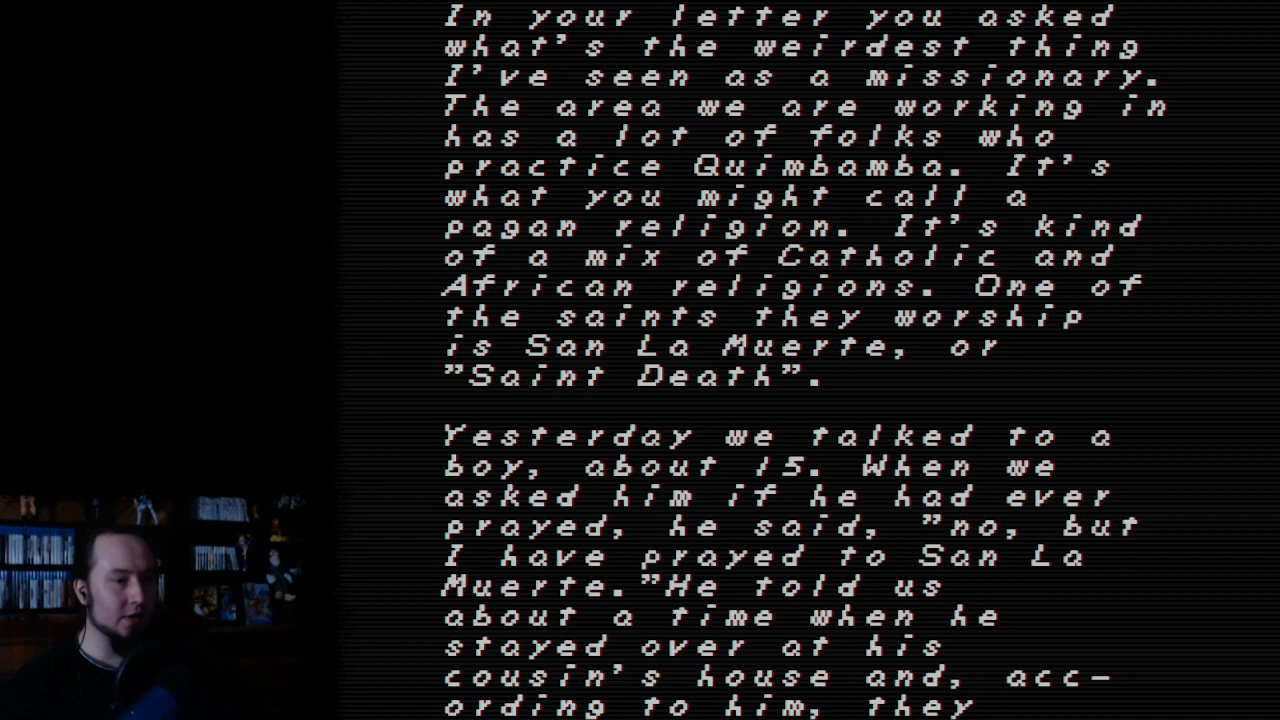 In your letter you asked
what's the weirdest thing
I've seen as a missionary.
The area we are working in
has a lot of folks who
practice Quimbamba. It's
what you might call a
pagan religion. It's kind
of a mix of Catholic and
African religions. One of
the saints they worship
is San La Muerte, or
"Saint Death".
Yesterday we talked to a
boy, about 15. When we
asked him if he had ever
prayed, he said, "no, but
I have prayed to San La
Muerte."He told us
about a time when he
stayed over at his
cousin's house and, acc-
ording to him, they